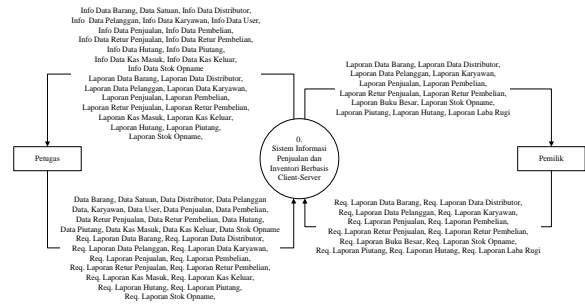 Info Data Barang, Data Satuan, Info Data Distributor,
Info Data Pelanggan, Info Data Karyawan, Info Data User,
Info Data Penjualan, Info Data Pembelian,
Info Data Retur Penjualan, Info Data Retur Pembelian,
Info Data Hutang, Info Data Piutang,
Info Data Kas Masuk, Info Data Kas Keluar,
Info Data Stok Opname
Laporan Data Barang, Laporan Data Distributor,
Laporan Data Pelanggan, Laporan Data Karyawan,
Laporan Penjualan, Laporan Pembelian,
Laporan Retur Penjualan, Laporan Retur Pembelian,
Laporan Kas Masuk, Laporan Kas Keluar,
Laporan Hutang, Laporan Piutang,
Laporan Stok Opname,
Laporan Data Barang, Laporan Data Distributor,
Laporan Data Pelanggan, Laporan Karyawan,
Laporan Penjualan, Laporan Pembelian,
Laporan Retur Penjualan, Laporan Retur Pembelian,
Laporan Buku Besar, Laporan Stok Opname,
Laporan Piutang, Laporan Hutang, Laporan Laba Rugi
Petugas
0.
Sistem Informasi
Penjualan dan
Inventori Berbasis
Client-Server
Pemilik
Data Barang, Data Satuan, Data Distributor, Data Pelanggan
Data, Karyawan, Data User, Data Penjualan, Data Pembelian,
Data Retur Penjualan, Data Retur Pembelian, Data Hutang,
Data Piutang, Data Kas Masuk, Data Kas Keluar, Data Stok Opname
Req. Laporan Data Barang, Req. Laporan Data Distributor,
Req. Laporan Data Pelanggan, Req. Laporan Data Karyawan,
Req. Laporan Penjualan, Req. Laporan Pembelian,
Req. Laporan Retur Penjualan, Req. Laporan Retur Pembelian,
Req. Laporan Kas Masuk, Req. Laporan Kas Keluar,
Req. Laporan Hutang, Req. Laporan Piutang,
Req. Laporan Stok Opname,
Req. Laporan Data Barang, Req. Laporan Data Distributor,
Req, Laporan Data Pelanggan, Req. Laporan Karyawan,
Req. Laporan Penjualan, Req. Laporan Pembelian,
Req. Laporan Retur Penjualan, Req. Laporan Retur Pembelian,
Req. Laporan Buku Besar, Req. Laporan Stok Opname,
Req. Laporan Piutang, Req. Laporan Hutang, Req. Laporan Laba Rugi